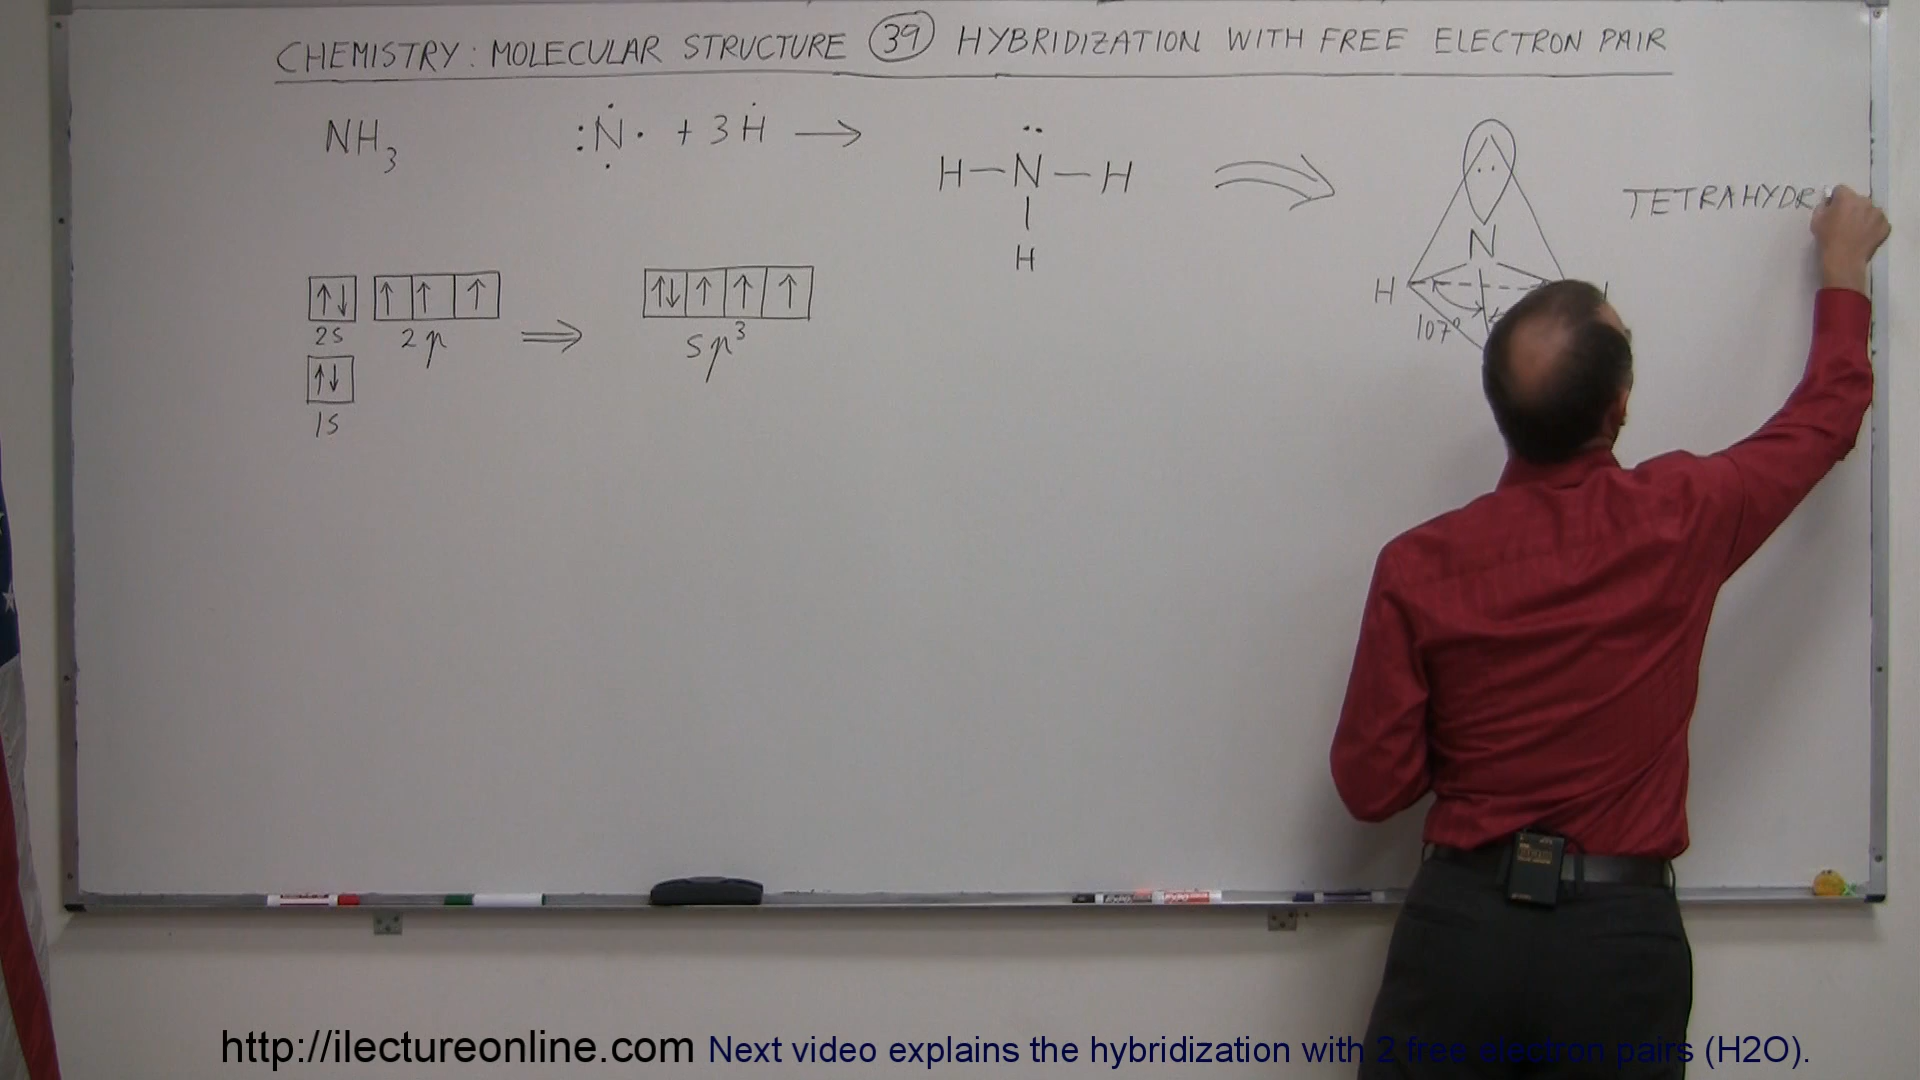 CHEMISTRY: MOLECULAR STRUCTURE 39 HYBRIDIZATION WITH FREE ELECTRON PAIR
NH3 :N· + 3H → H—N—H
H
TETRAHYDR
N
H
107°
↑↓ ↑ ↑ ↑ ⇒ ↑↓ ↑ ↑ ↑
2s 2p sp³
↑↓
1s
http://ilectureonline.com Next video explains the hybridization with 2 free electron pairs (H2O).